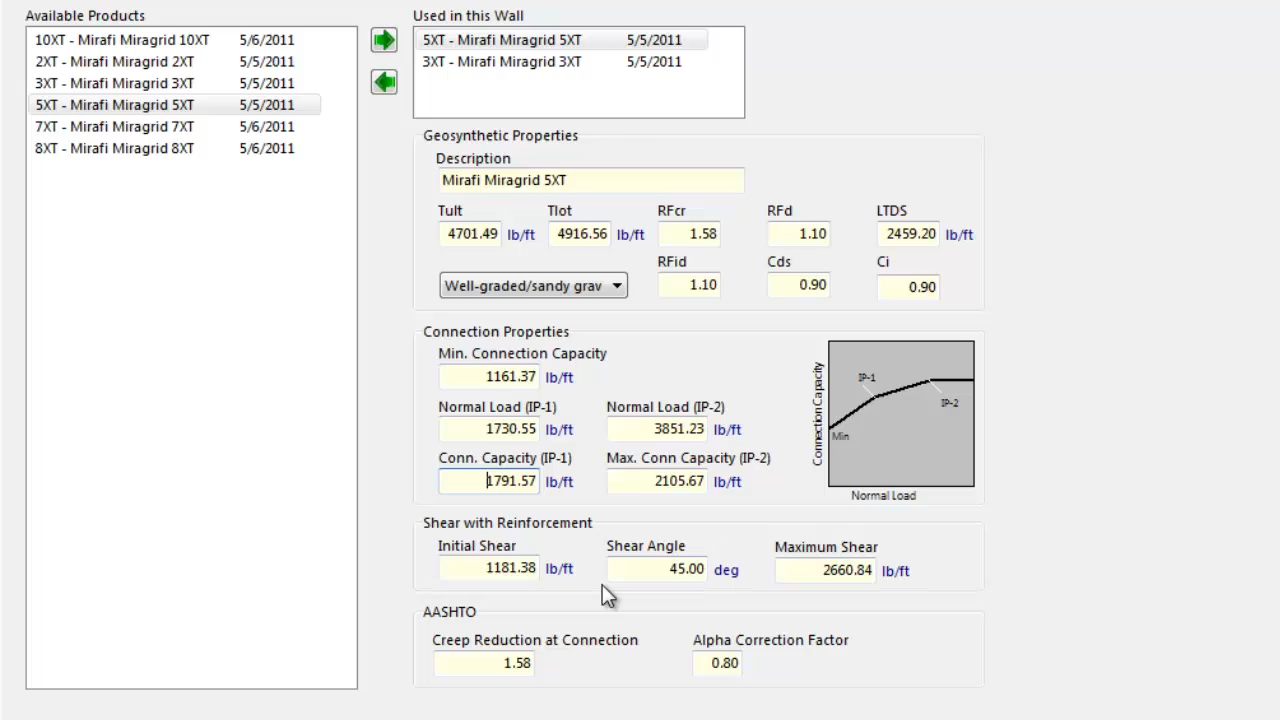 Available Products
10XT - Mirafi Miragrid 10XT 5/6/2011
2XT - Mirafi Miragrid 2XT 5/5/2011
3XT - Mirafi Miragrid 3XT 5/5/2011
5XT - Mirafi Miragrid 5XT 5/5/2011
7XT - Mirafi Miragrid 7XT 5/6/2011
8XT - Mirafi Miragrid 8XT 5/6/2011
Used in this Wall
5XT - Mirafi Miragrid 5XT 5/5/2011
3XT - Mirafi Miragrid 3XT 5/5/2011
Geosynthetic Properties
Description
Mirafi Miragrid 5XT
Tult Tlot RFcr RFd LTDS
4701.49 lb/ft 4916.56 lb/ft 1.58 1.10 2459.20 lb/ft
RFid Cds Ci
Well-graded/sandy grav 1.10 0.90 0.90
Connection Properties
Min. Connection Capacity
1161.37 lb/ft
Normal Load (IP-1) Normal Load (IP-2)
1730.55 lb/ft 3851.23 lb/ft
Conn. Capacity (IP-1) Max. Conn Capacity (IP-2)
1791.57 lb/ft 2105.67 lb/ft
Connection Capacity
IP-1
IP-2
Min
Normal Load
Shear with Reinforcement
Initial Shear Shear Angle Maximum Shear
1181.38 lb/ft 45.00 deg 2660.84 lb/ft
AASHTO
Creep Reduction at Connection Alpha Correction Factor
1.58 0.80